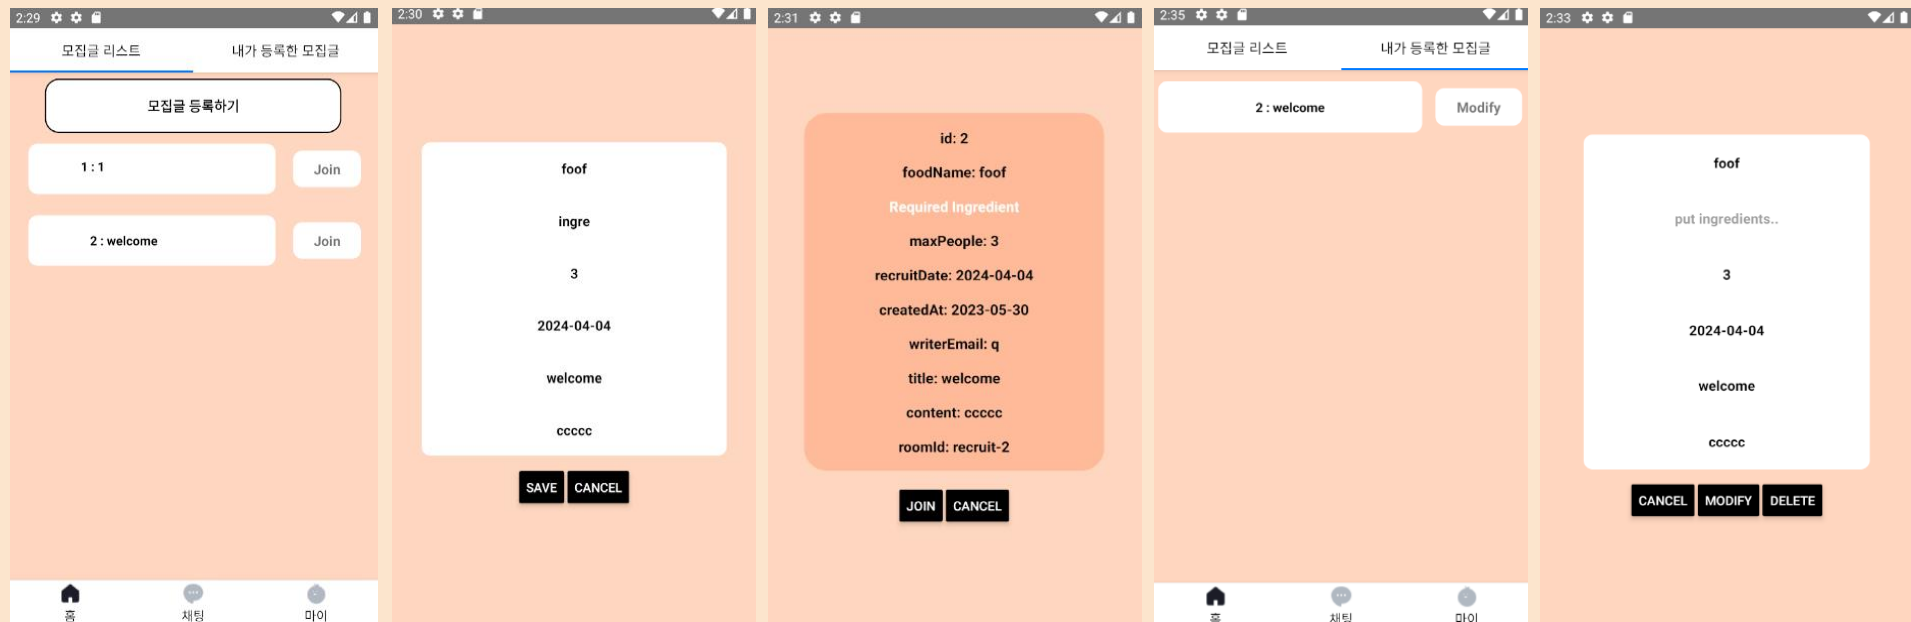 2:29
모집글 리스트 내가 등록한 모집글
모집글 등록하기
1 : 1 Join
2 : welcome Join
홈 채팅 마이
2:30
foof
ingre
3
2024-04-04
welcome
ccccc
SAVE CANCEL
2:31
id: 2
foodName: foof
Required Ingredient
maxPeople: 3
recruitDate: 2024-04-04
createdAt: 2023-05-30
writerEmail: q
title: welcome
content: ccccc
roomId: recruit-2
JOIN CANCEL
2:35
모집글 리스트 내가 등록한 모집글
2 : welcome Modify
홈 채팅 마이
2:33
foof
put ingredients..
3
2024-04-04
welcome
ccccc
CANCEL MODIFY DELETE